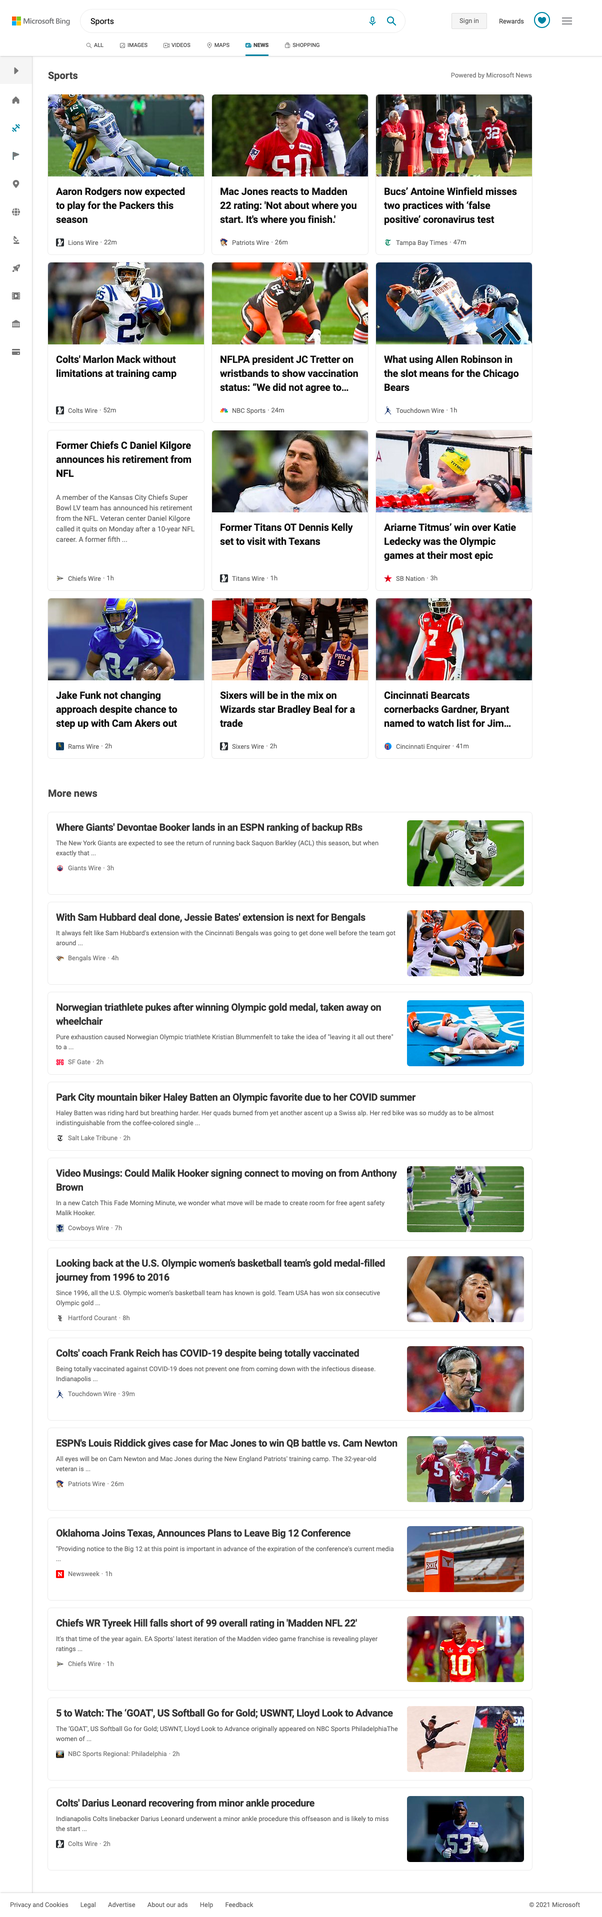 Microsoft Bing
Sports
Sign in
Rewards
ALL
IMAGES
VIDEOS
MAPS
NEWS
SHOPPING
Sports
Powered by Microsoft News
Aaron Rodgers now expected
to play for the Packers this
season
Lions Wire · 22m
Mac Jones reacts to Madden
22 rating: 'Not about where you
start. It's where you finish.'
Patriots Wire · 26m
Bucs' Antoine Winfield misses
two practices with 'false
positive' coronavirus test
Tampa Bay Times · 47m
Colts' Marlon Mack without
limitations at training camp
Colts Wire · 52m
NFLPA president JC Tretter on
wristbands to show vaccination
status: "We did not agree to...
NBC Sports · 24m
What using Allen Robinson in
the slot means for the Chicago
Bears
Touchdown Wire · 1h
Former Chiefs C Daniel Kilgore
announces his retirement from
NFL
A member of the Kansas City Chiefs Super
Bowl LV team has announced his retirement
from the NFL. Veteran center Daniel Kilgore
called it quits on Monday after a 10-year NFL
career. A former fifth ...
Chiefs Wire · 1h
Former Titans OT Dennis Kelly
set to visit with Texans
Titans Wire · 1h
Ariarne Titmus' win over Katie
Ledecky was the Olympic
games at their most epic
SB Nation · 3h
Jake Funk not changing
approach despite chance to
step up with Cam Akers out
Rams Wire · 2h
Sixers will be in the mix on
Wizards star Bradley Beal for a
trade
Sixers Wire · 2h
Cincinnati Bearcats
cornerbacks Gardner, Bryant
named to watch list for Jim...
Cincinnati Enquirer · 41m
More news
Where Giants' Devontae Booker lands in an ESPN ranking of backup RBs
The New York Giants are expected to see the return of running back Saquon Barkley (ACL) this season, but when
exactly that ...
Giants Wire · 3h
With Sam Hubbard deal done, Jessie Bates' extension is next for Bengals
It always felt like Sam Hubbard's extension with the Cincinnati Bengals was going to get done well before the team got
around ...
Bengals Wire · 4h
Norwegian triathlete pukes after winning Olympic gold medal, taken away on
wheelchair
Pure exhaustion caused Norwegian Olympic triathlete Kristian Blummenfelt to take the idea of "leaving it all out there"
to a ...
SF Gate · 2h
Park City mountain biker Haley Batten an Olympic favorite due to her COVID summer
Haley Batten was riding hard but breathing harder. Her quads burned from yet another ascent up a Swiss alp. Her red bike was so muddy as to be almost
indistinguishable from the coffee-colored single ...
Salt Lake Tribune · 2h
Video Musings: Could Malik Hooker signing connect to moving on from Anthony
Brown
In a new Catch This Fade Morning Minute, we wonder what move will be made to create room for free agent safety
Malik Hooker.
Cowboys Wire · 7h
Looking back at the U.S. Olympic women's basketball team's gold medal-filled
journey from 1996 to 2016
Since 1996, all the U.S. Olympic women's basketball team has known is gold. Team USA has won six consecutive
Olympic gold ...
Hartford Courant · 8h
Colts' coach Frank Reich has COVID-19 despite being totally vaccinated
Being totally vaccinated against COVID-19 does not prevent one from coming down with the infectious disease.
Indianapolis ...
Touchdown Wire · 39m
ESPN's Louis Riddick gives case for Mac Jones to win QB battle vs. Cam Newton
All eyes will be on Cam Newton and Mac Jones during the New England Patriots' training camp. The 32-year-old
veteran is ...
Patriots Wire · 26m
Oklahoma Joins Texas, Announces Plans to Leave Big 12 Conference
"Providing notice to the Big 12 at this point is important in advance of the expiration of the conference's current media
...
Newsweek · 1h
Chiefs WR Tyreek Hill falls short of 99 overall rating in 'Madden NFL 22'
It's that time of the year again. EA Sports' latest iteration of the Madden video game franchise is revealing player
ratings ...
Chiefs Wire · 1h
5 to Watch: The 'GOAT', US Softball Go for Gold; USWNT, Lloyd Look to Advance
The 'GOAT', US Softball Go for Gold; USWNT, Lloyd Look to Advance originally appeared on NBC Sports PhiladelphiaThe
women of ...
NBC Sports Regional: Philadelphia · 2h
Colts' Darius Leonard recovering from minor ankle procedure
Indianapolis Colts linebacker Darius Leonard underwent a minor ankle procedure this offseason and is likely to miss
the start ...
Colts Wire · 2h
Privacy and Cookies
Legal
Advertise
About our ads
Help
Feedback
© 2021 Microsoft